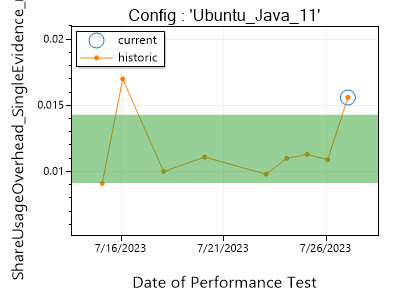 Config : 'Ubuntu_Java_11'
current
historic
0.02
0.015
0.01
ShareUsageOverhead_SingleEvidence_
7/16/2023
7/21/2023
7/26/2023
Date of Performance Test